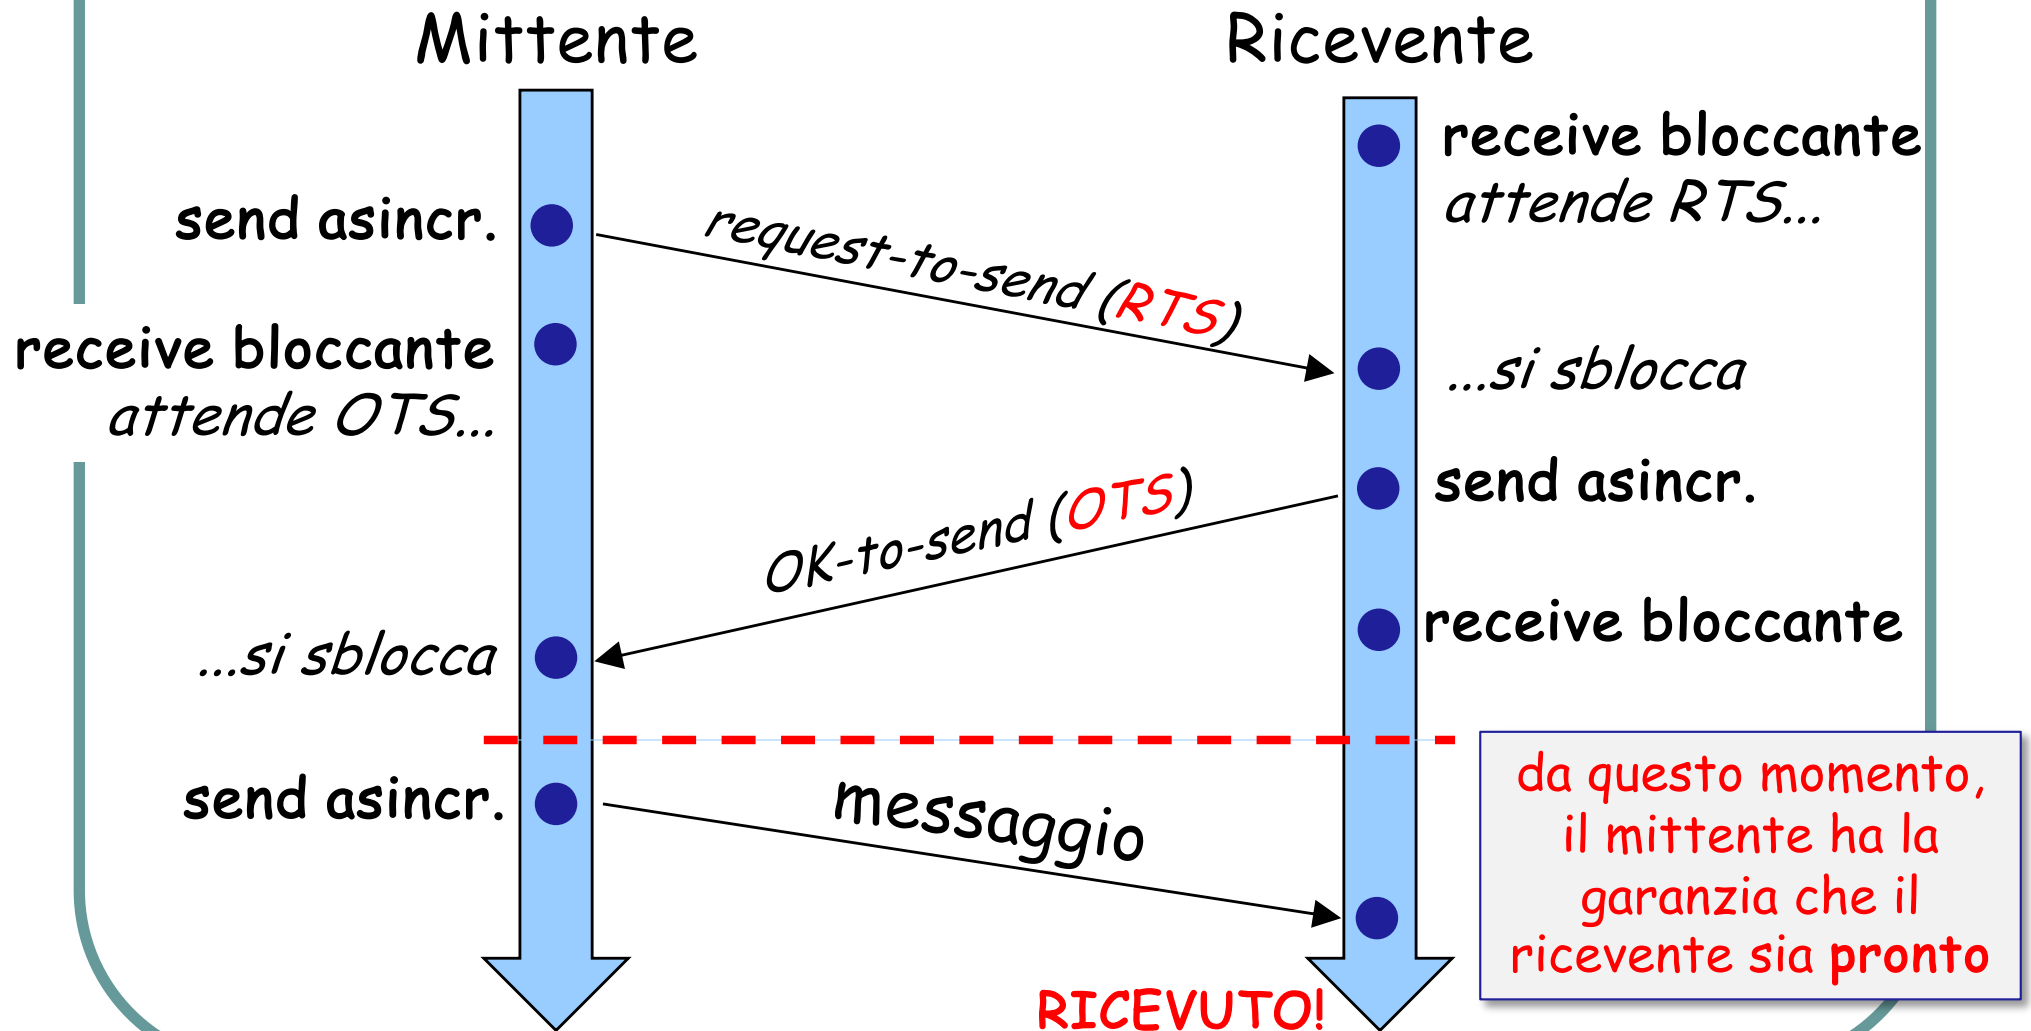 Mittente
Ricevente
receive bloccante
attende RTS...
send asincr.
request-to-send (RTS)
receive bloccante
attende OTS...
...si sblocca
send asincr.
OK-to-send (OTS)
receive bloccante
...si sblocca
send asincr.
messaggio
da questo momento,
il mittente ha la
garanzia che il
ricevente sia pronto
RICEVUTO!